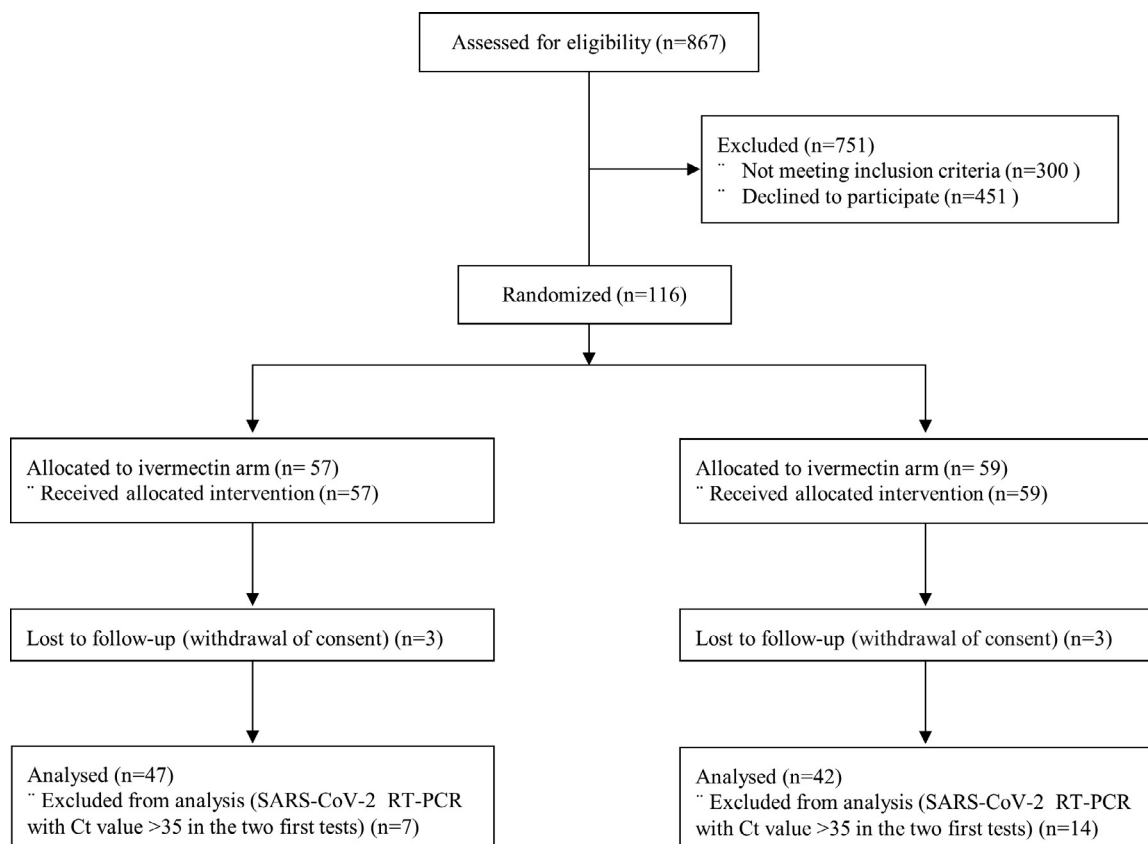 Assessed for eligibility (n=867)
Excluded (n=751)
¨ Not meeting inclusion criteria (n=300 )
¨ Declined to participate (n=451 )
Randomized (n=116)
Allocated to ivermectin arm (n= 57)
¨ Received allocated intervention (n=57)
Allocated to ivermectin arm (n= 59)
¨ Received allocated intervention (n=59)
Lost to follow-up (withdrawal of consent) (n=3)
Lost to follow-up (withdrawal of consent) (n=3)
Analysed (n=47)
¨ Excluded from analysis (SARS-CoV-2 RT-PCR
with Ct value >35 in the two first tests) (n=7)
Analysed (n=42)
¨ Excluded from analysis (SARS-CoV-2 RT-PCR
with Ct value >35 in the two first tests) (n=14)